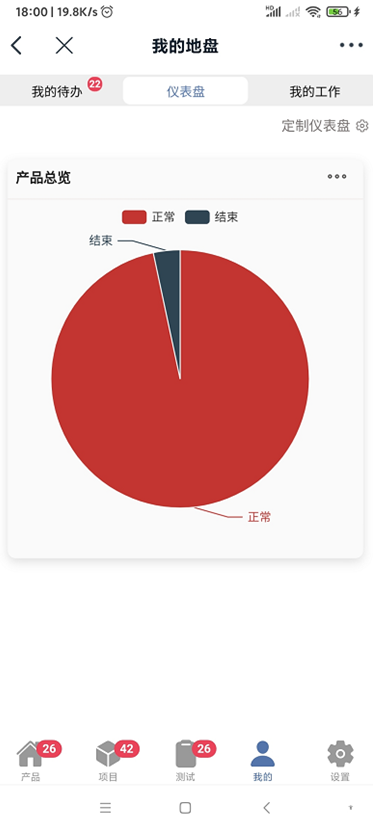 18:00 | 19.8K/s HD 56
我的地盘
我的待办 22 仪表盘 我的工作
定制仪表盘
产品总览
正常 结束
结束
正常
26 42 26
产品 项目 测试 我的 设置